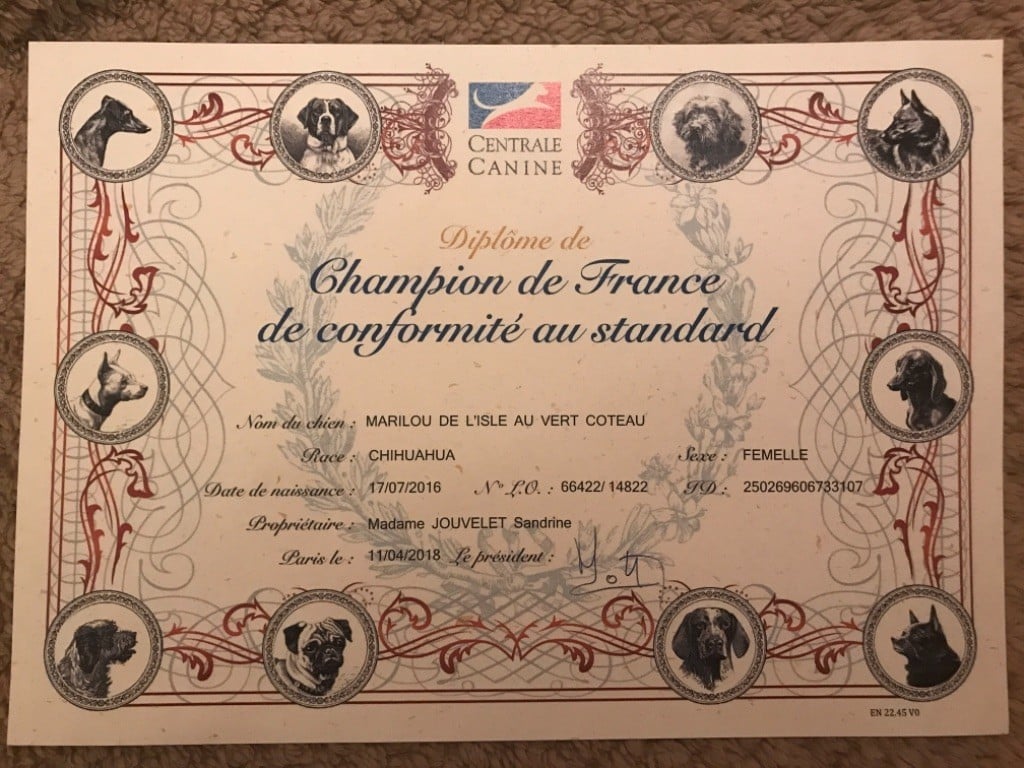 CENTRALE
CANINE
Diplôme de
Champion de France
de conformité au standard
Nom du chien : MARILOU DE L'ISLE AU VERT COTEAU
Race : CHIHUAHUA Sexe : FEMELLE
Date de naissance : 17/07/2016 N° L.O. : 66422/ 14822 ID : 250269606733107
Propriétaire : Madame JOUVELET Sandrine
Paris le : 11/04/2018 Le président :
EN 22.45 V0